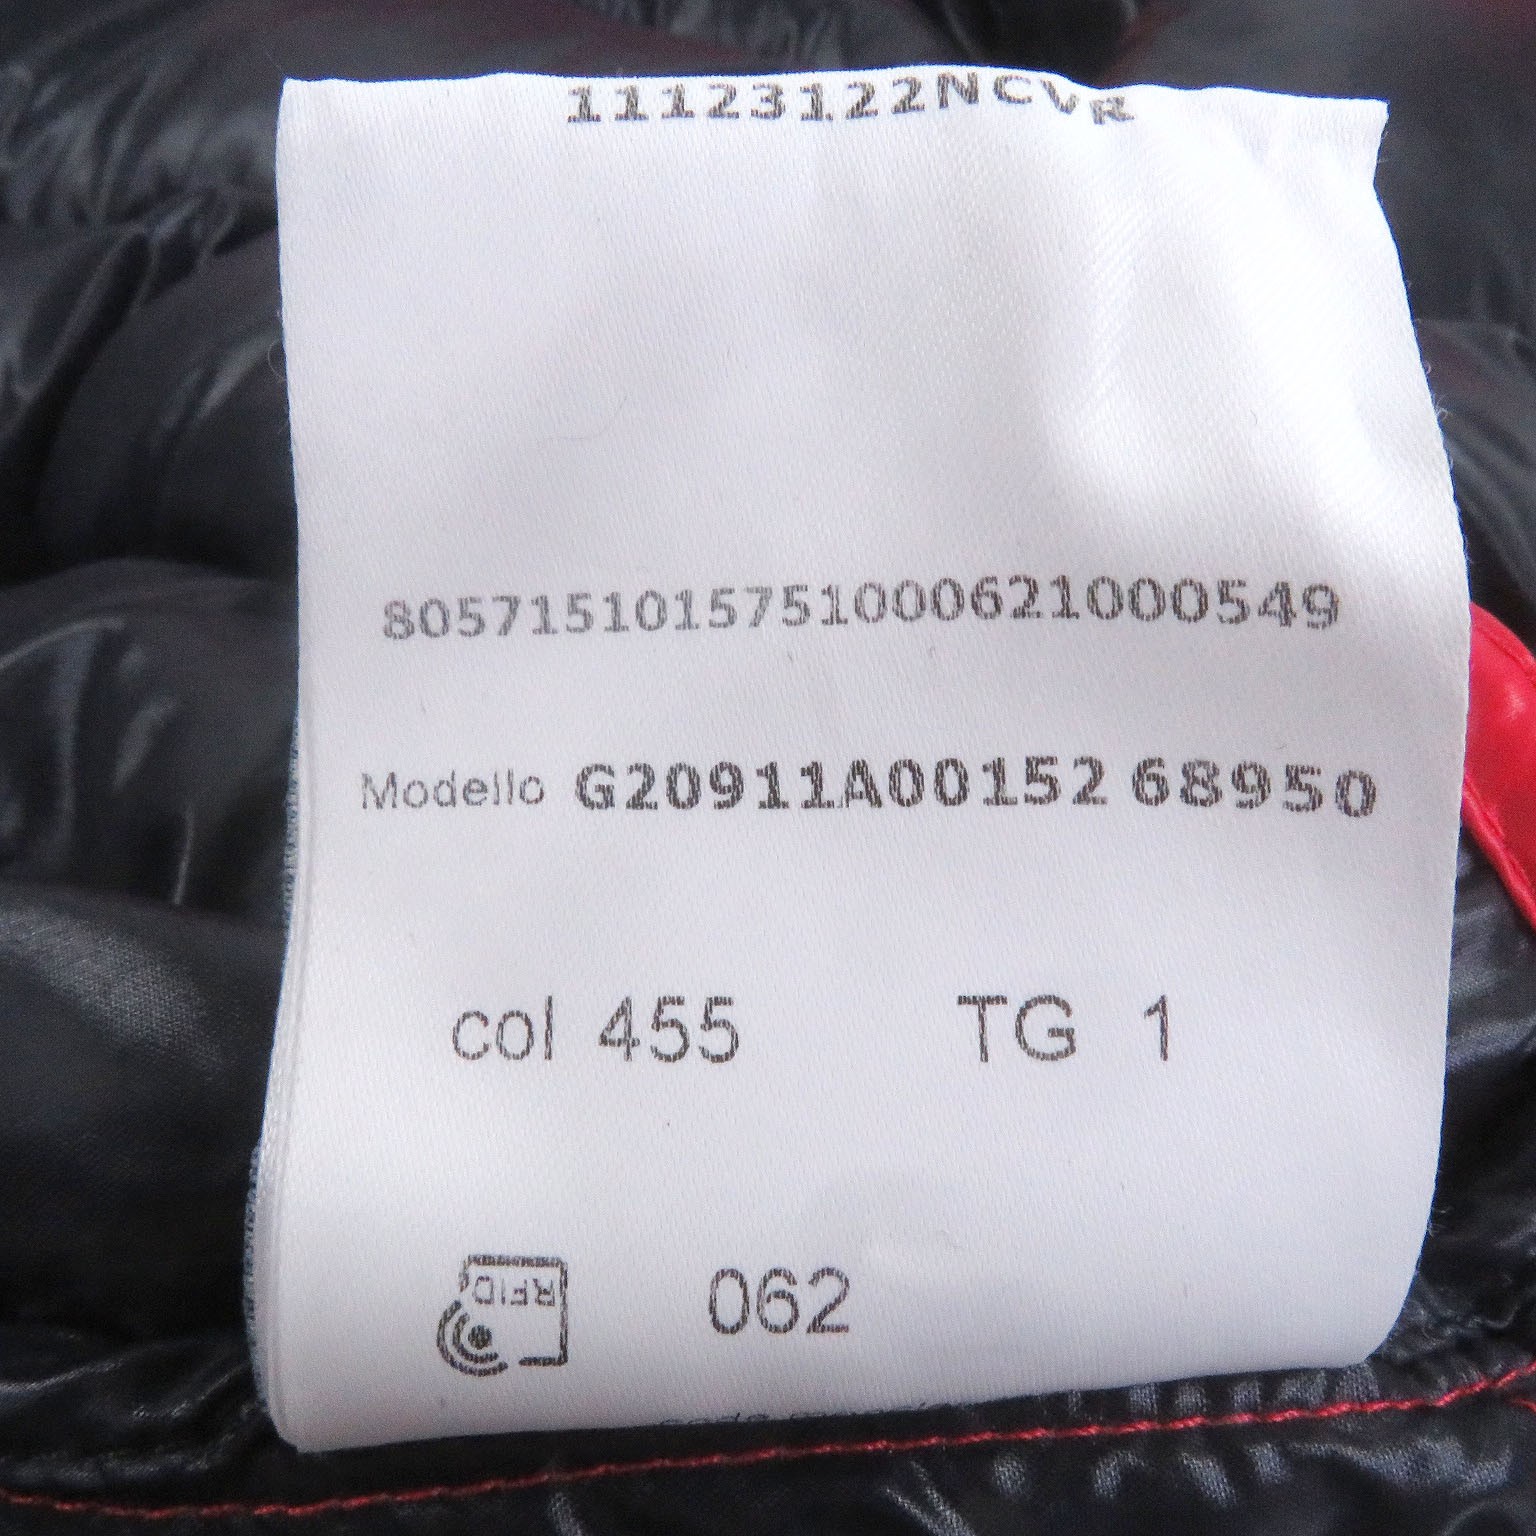 11123122NCVR
8057151015751000621000549
Modello G20911A00152 68950
col 455 TG 1
RFID 062